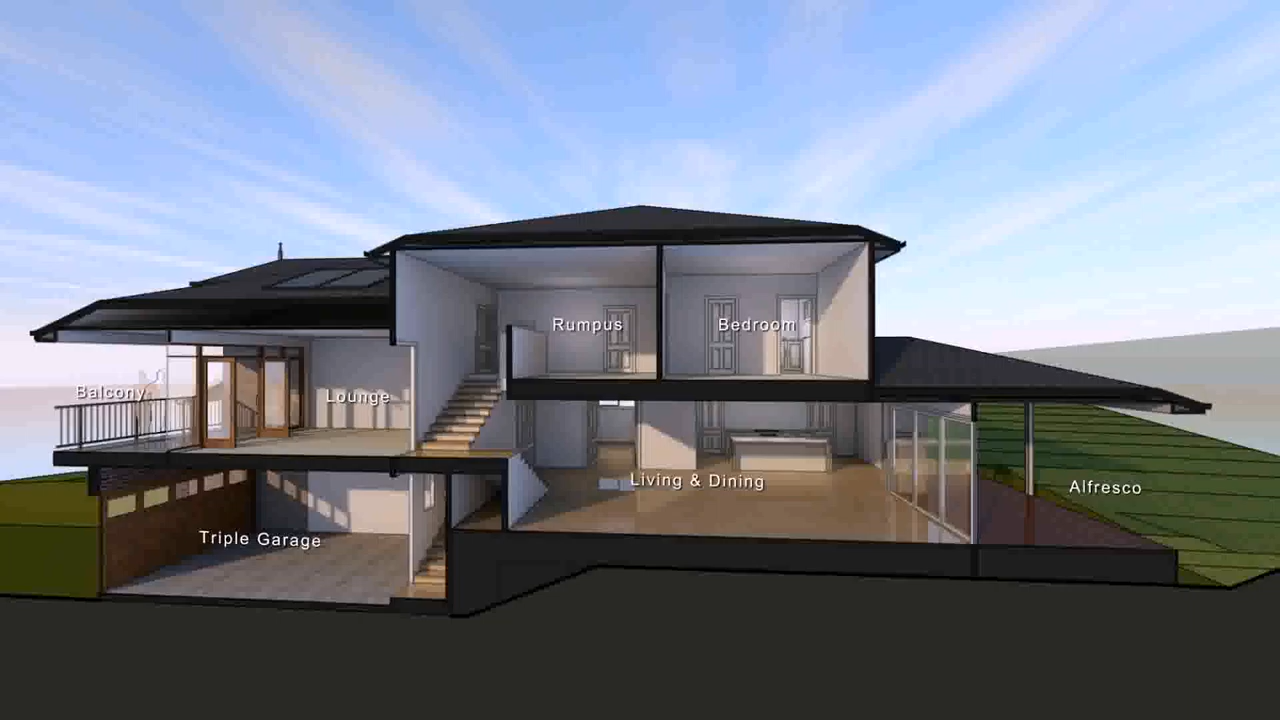 Rumpus
Bedroom
Balcony
Lounge
Living & Dining
Alfresco
Triple Garage